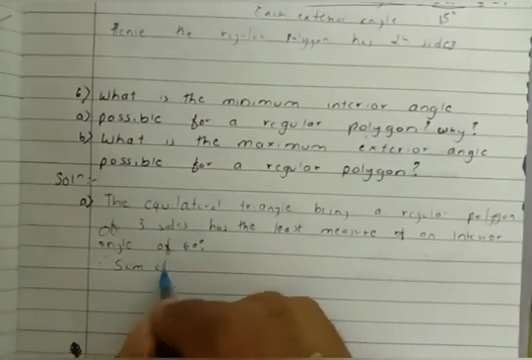 Each exterior angle
15°
Hence the regular polygon has 24 sides
6) What is the minimum interior angle
a) possible for a regular polygon? why?
b) What is the maximum exterior angle
possible for a regular polygon?
Solⁿ:-
a) The equilateral triangle being a regular polygon
of 3 sides has the least measure of an interior
angle of 60°.
Sum of